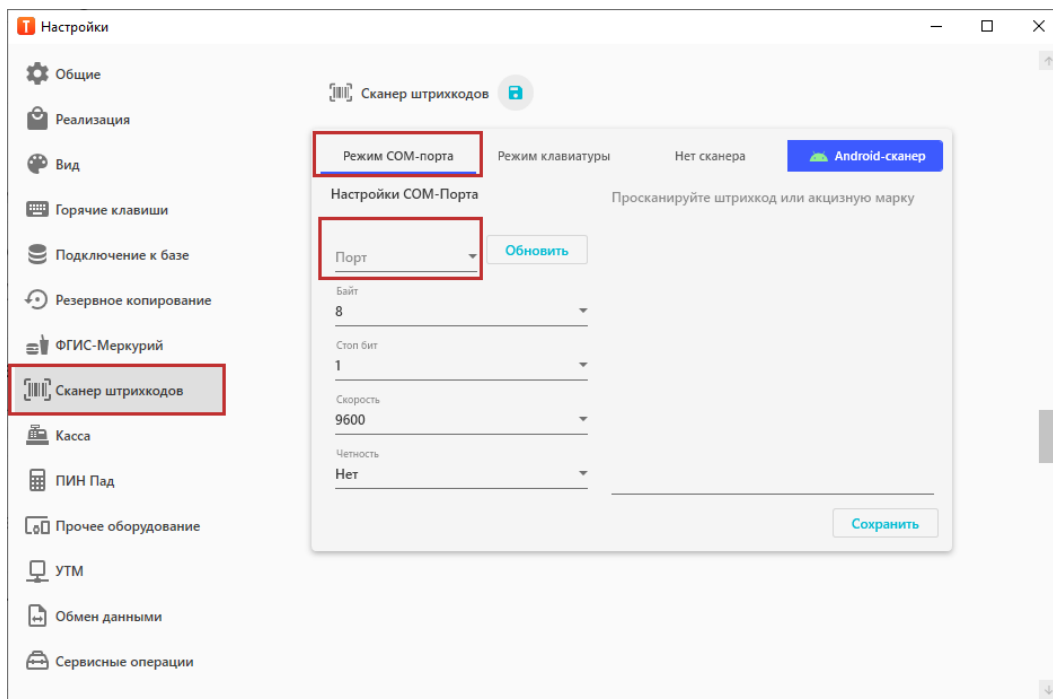 Настройки
Общие
Реализация
Вид
Горячие клавиши
Подключение к базе
Резервное копирование
ФГИС-Меркурий
Сканер штрихкодов
Касса
ПИН Пад
Прочее оборудование
УТМ
Обмен данными
Сервисные операции
Сканер штрихкодов
Режим COM-порта
Режим клавиатуры
Нет сканера
Android-сканер
Настройки COM-Порта
Просканируйте штрихкод или акцизную марку
Порт
Обновить
Байт
8
Стоп бит
1
Скорость
9600
Четность
Нет
Сохранить